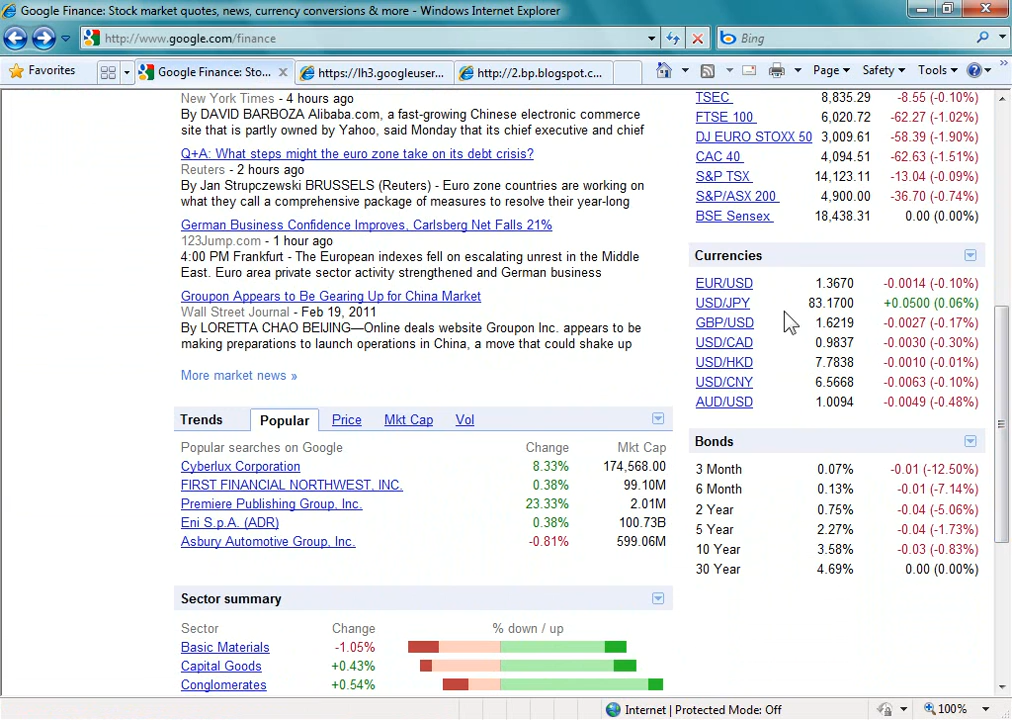 Google Finance: Stock market quotes, news, currency conversions & more - Windows Internet Explorer
http://www.google.com/finance
Bing
Favorites
Google Finance: Sto...
https://lh3.googleuser...
http://2.bp.blogspot.c...
Page
Safety
Tools
New York Times - 4 hours ago
By DAVID BARBOZA Alibaba.com, a fast-growing Chinese electronic commerce
site that is partly owned by Yahoo, said Monday that its chief executive and chief
Q+A: What steps might the euro zone take on its debt crisis?
Reuters - 2 hours ago
By Jan Strupczewski BRUSSELS (Reuters) - Euro zone countries are working on
what they call a comprehensive package of measures to resolve their year-long
German Business Confidence Improves, Carlsberg Net Falls 21%
123Jump.com - 1 hour ago
4:00 PM Frankfurt - The European indexes fell on escalating unrest in the Middle
East. Euro area private sector activity strengthened and German business
Groupon Appears to Be Gearing Up for China Market
Wall Street Journal - Feb 19, 2011
By LORETTA CHAO BEIJING—Online deals website Groupon Inc. appears to be
making preparations to launch operations in China, a move that could shake up
More market news »
Trends Popular Price Mkt Cap Vol
Popular searches on Google Change Mkt Cap
Cyberlux Corporation 8.33% 174,568.00
FIRST FINANCIAL NORTHWEST, INC. 0.38% 99.10M
Premiere Publishing Group, Inc. 23.33% 2.01M
Eni S.p.A. (ADR) 0.38% 100.73B
Asbury Automotive Group, Inc. -0.81% 599.06M
Sector summary
Sector Change % down / up
Basic Materials -1.05%
Capital Goods +0.43%
Conglomerates +0.54%
TSEC 8,835.29 -8.55 (-0.10%)
FTSE 100 6,020.72 -62.27 (-1.02%)
DJ EURO STOXX 50 3,009.61 -58.39 (-1.90%)
CAC 40 4,094.51 -62.63 (-1.51%)
S&P TSX 14,123.11 -13.04 (-0.09%)
S&P/ASX 200 4,900.00 -36.70 (-0.74%)
BSE Sensex 18,438.31 0.00 (0.00%)
Currencies
EUR/USD 1.3670 -0.0014 (-0.10%)
USD/JPY 83.1700 +0.0500 (0.06%)
GBP/USD 1.6219 -0.0027 (-0.17%)
USD/CAD 0.9837 -0.0030 (-0.30%)
USD/HKD 7.7838 -0.0010 (-0.01%)
USD/CNY 6.5668 -0.0063 (-0.10%)
AUD/USD 1.0094 -0.0049 (-0.48%)
Bonds
3 Month 0.07% -0.01 (-12.50%)
6 Month 0.13% -0.01 (-7.14%)
2 Year 0.75% -0.04 (-5.06%)
5 Year 2.27% -0.04 (-1.73%)
10 Year 3.58% -0.03 (-0.83%)
30 Year 4.69% 0.00 (0.00%)
Internet | Protected Mode: Off
100%